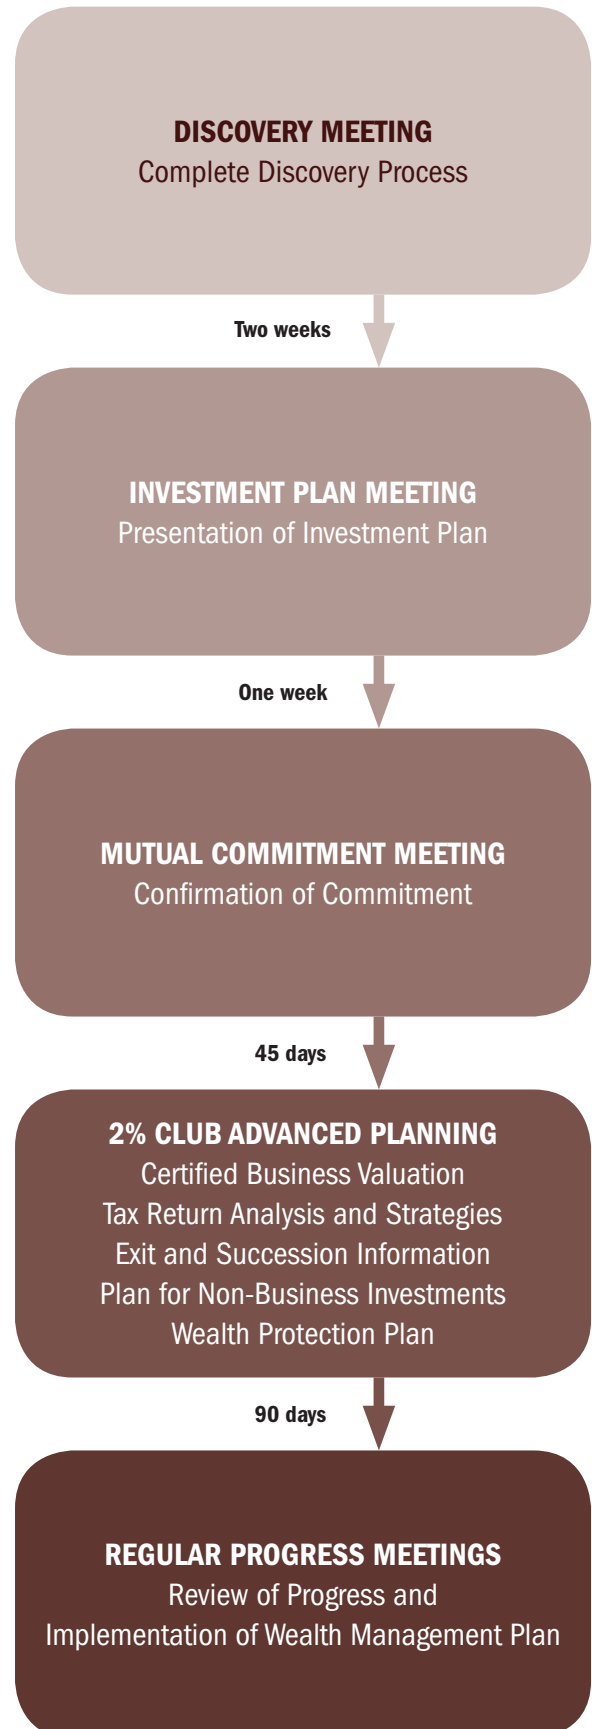 DISCOVERY MEETING
Complete Discovery Process
Two weeks
INVESTMENT PLAN MEETING
Presentation of Investment Plan
One week
MUTUAL COMMITMENT MEETING
Confirmation of Commitment
45 days
2% CLUB ADVANCED PLANNING
Certified Business Valuation
Tax Return Analysis and Strategies
Exit and Succession Information
Plan for Non-Business Investments
Wealth Protection Plan
90 days
REGULAR PROGRESS MEETINGS
Review of Progress and
Implementation of Wealth Management Plan